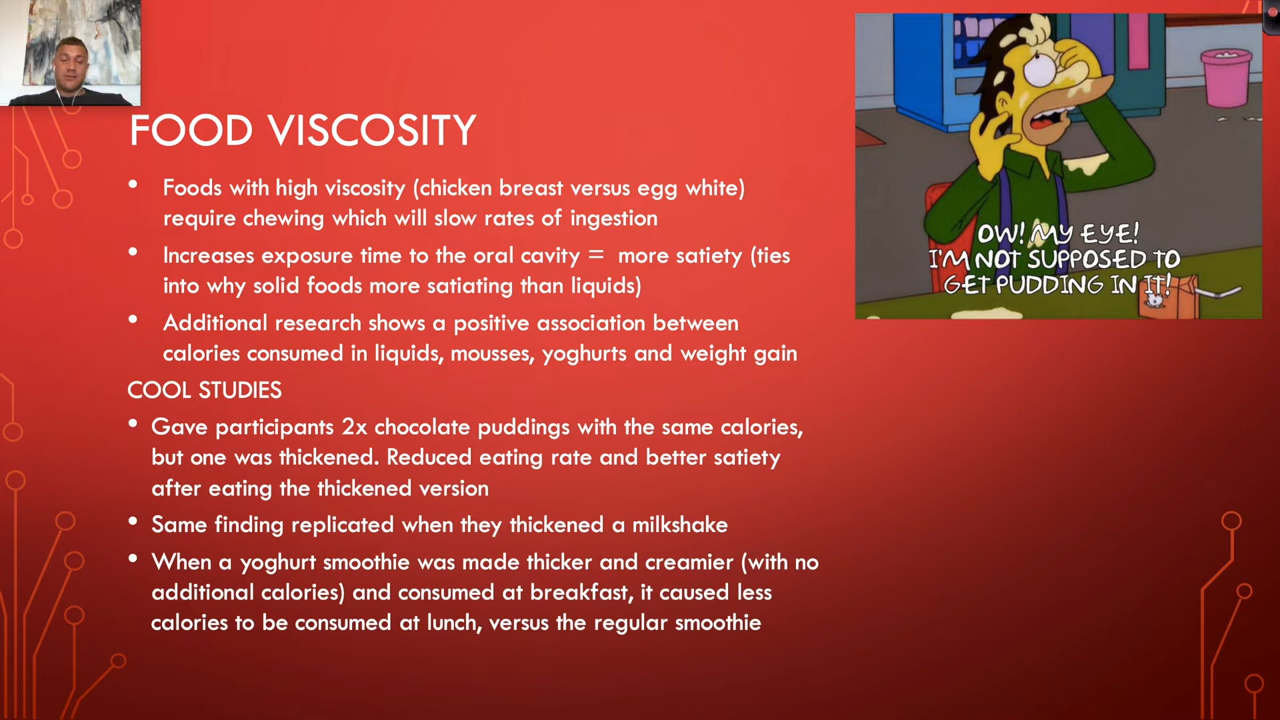 FOOD VISCOSITY
• Foods with high viscosity (chicken breast versus egg white)
require chewing which will slow rates of ingestion
• Increases exposure time to the oral cavity = more satiety (ties
into why solid foods more satiating than liquids)
• Additional research shows a positive association between
calories consumed in liquids, mousses, yoghurts and weight gain
COOL STUDIES
• Gave participants 2x chocolate puddings with the same calories,
but one was thickened. Reduced eating rate and better satiety
after eating the thickened version
• Same finding replicated when they thickened a milkshake
• When a yoghurt smoothie was made thicker and creamier (with no
additional calories) and consumed at breakfast, it caused less
calories to be consumed at lunch, versus the regular smoothie
OW! MY EYE!
I'M NOT SUPPOSED TO
GET PUDDING IN IT!